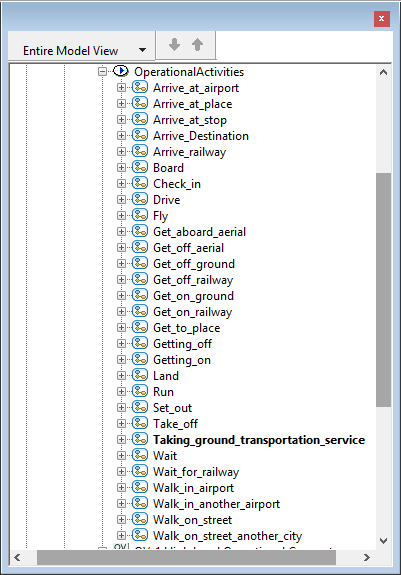 Entire Model View
OperationalActivities
Arrive_at_airport
Arrive_at_place
Arrive_at_stop
Arrive_Destination
Arrive_railway
Board
Check_in
Drive
Fly
Get_aboard_aerial
Get_off_aerial
Get_off_ground
Get_off_railway
Get_on_ground
Get_on_railway
Get_to_place
Getting_off
Getting_on
Land
Run
Set_out
Take_off
Taking_ground_transportation_service
Wait
Wait_for_railway
Walk_in_airport
Walk_in_another_airport
Walk_on_street
Walk_on_street_another_city